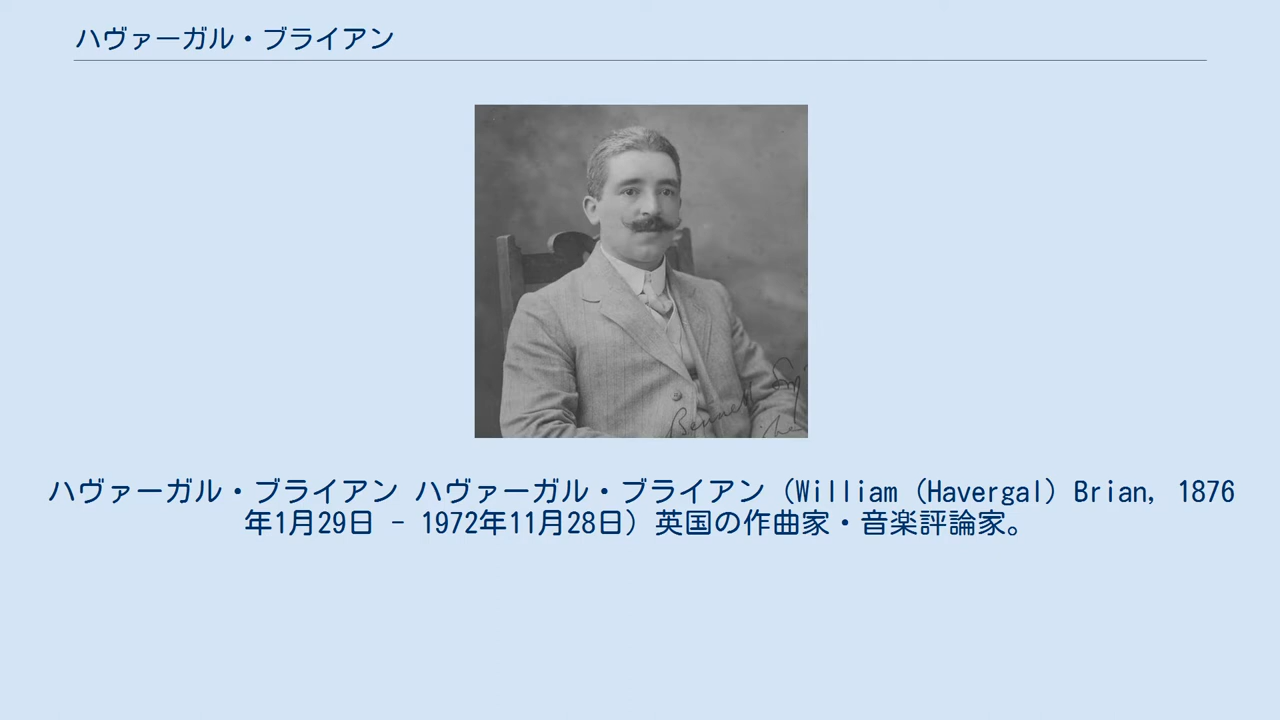 ハヴァーガル・ブライアン
Bennett
ハヴァーガル・ブライアン ハヴァーガル・ブライアン (William (Havergal) Brian, 1876
年1月29日 - 1972年11月28日) 英国の作曲家・音楽評論家。